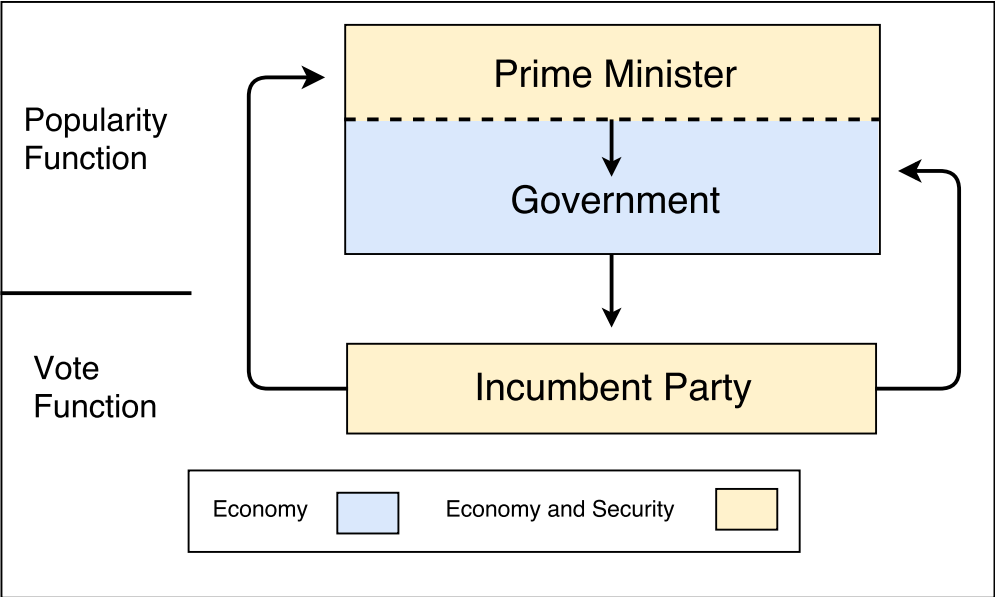 Prime Minister
Popularity
Function
Government
Vote
Function
Incumbent Party
Economy
Economy and Security